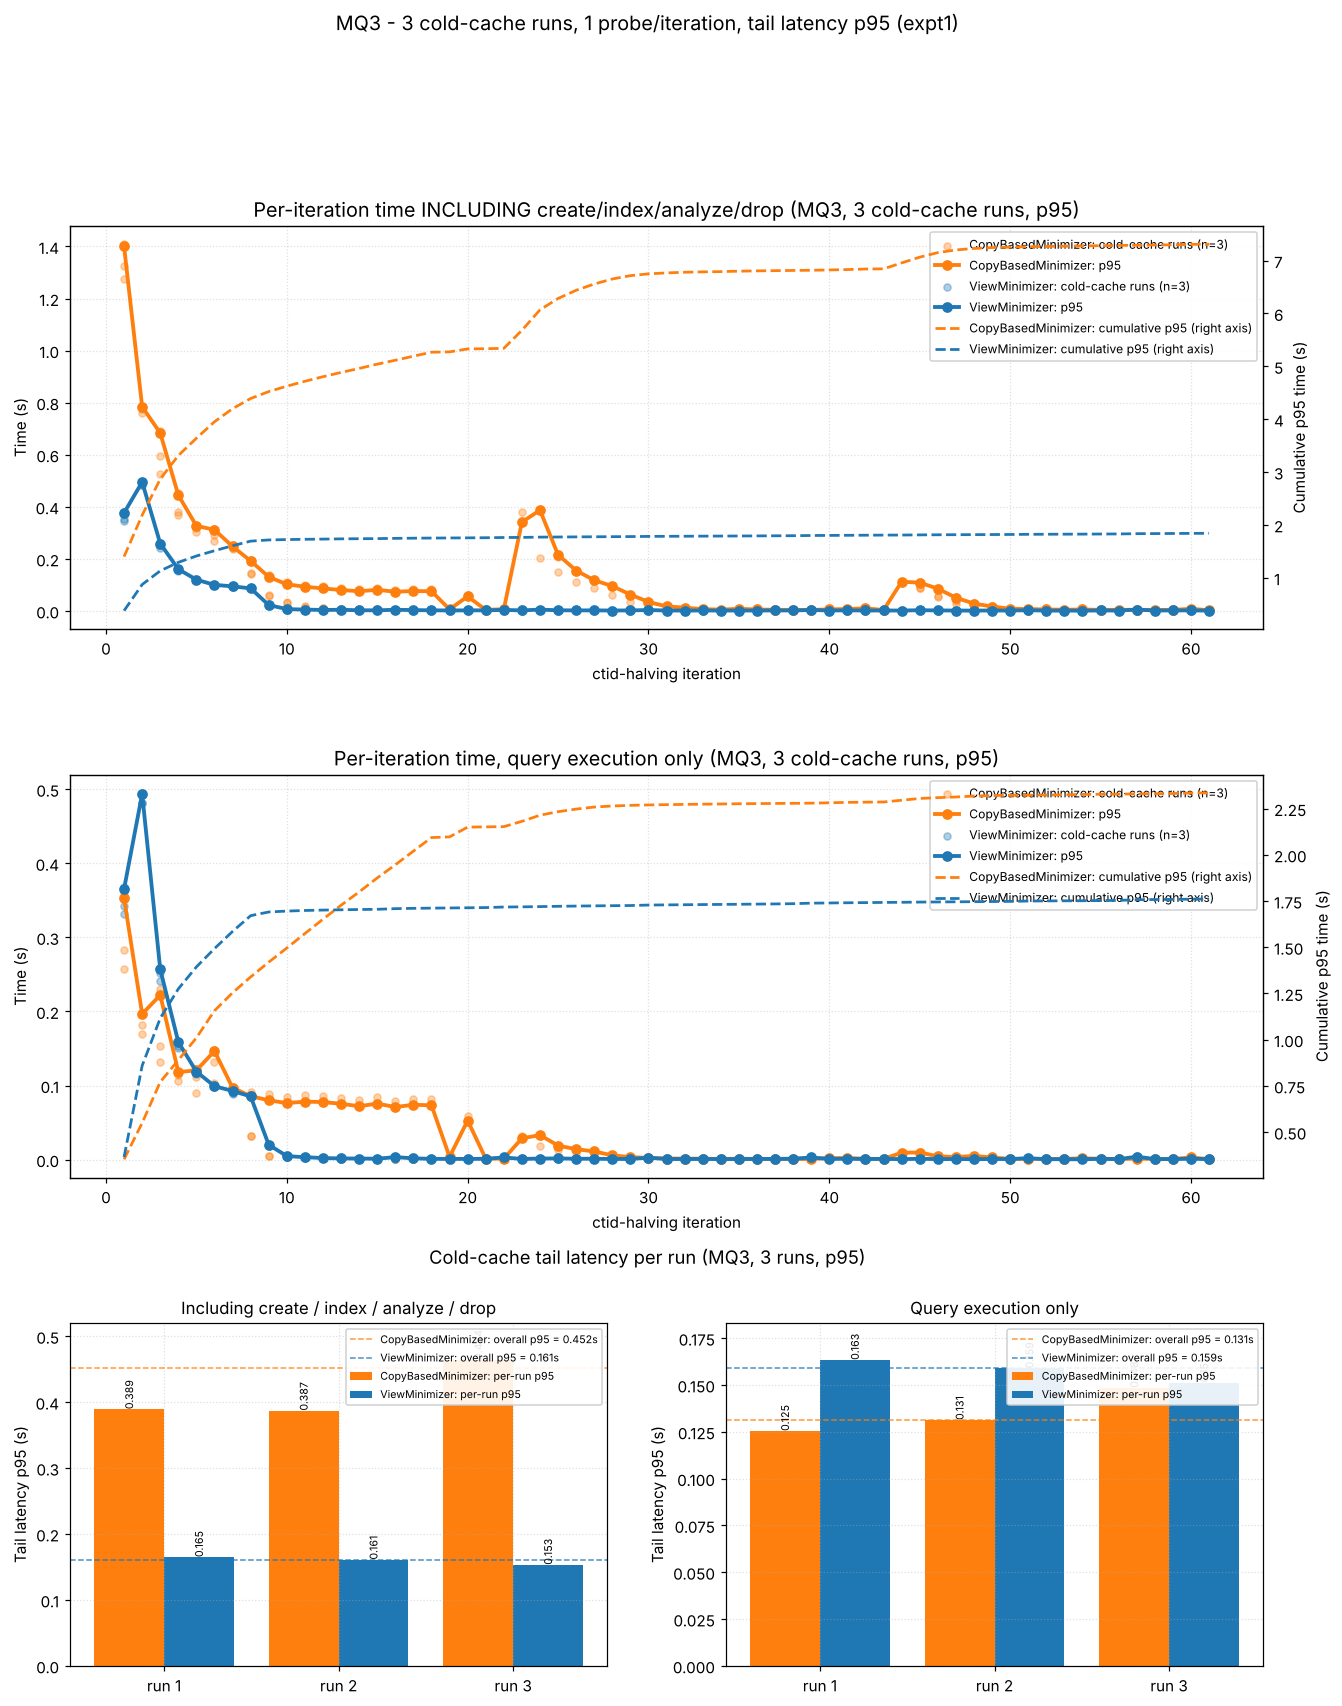 MQ3 - 3 cold-cache runs, 1 probe/iteration, tail latency p95 (expt1)
Per-iteration time INCLUDING create/index/analyze/drop (MQ3, 3 cold-cache runs, p95)
CopyBasedMinimizer: cold-cache runs (n=3)
CopyBasedMinimizer: p95
ViewMinimizer: cold-cache runs (n=3)
ViewMinimizer: p95
CopyBasedMinimizer: cumulative p95 (right axis)
ViewMinimizer: cumulative p95 (right axis)
Time (s)
1.4
1.2
1.0
0.8
0.6
0.4
0.2
0.0
7
6
5
4
3
2
1
Cumulative p95 time (s)
0 10 20 30 40 50 60
ctid-halving iteration
Per-iteration time, query execution only (MQ3, 3 cold-cache runs, p95)
CopyBasedMinimizer: cold-cache runs (n=3)
CopyBasedMinimizer: p95
ViewMinimizer: cold-cache runs (n=3)
ViewMinimizer: p95
CopyBasedMinimizer: cumulative p95 (right axis)
ViewMinimizer: cumulative p95 (right axis)
Time (s)
0.5
0.4
0.3
0.2
0.1
0.0
2.25
2.00
1.75
1.50
1.25
1.00
0.75
0.50
Cumulative p95 time (s)
0 10 20 30 40 50 60
ctid-halving iteration
Cold-cache tail latency per run (MQ3, 3 runs, p95)
Including create / index / analyze / drop
CopyBasedMinimizer: overall p95 = 0.452s
ViewMinimizer: overall p95 = 0.161s
CopyBasedMinimizer: per-run p95
ViewMinimizer: per-run p95
Tail latency p95 (s)
0.5
0.4
0.3
0.2
0.1
0.0
0.389
0.165
0.387
0.161
0.153
run 1 run 2 run 3
Query execution only
CopyBasedMinimizer: overall p95 = 0.131s
ViewMinimizer: overall p95 = 0.159s
CopyBasedMinimizer: per-run p95
ViewMinimizer: per-run p95
Tail latency p95 (s)
0.175
0.150
0.125
0.100
0.075
0.050
0.025
0.000
0.125
0.163
0.131
run 1 run 2 run 3